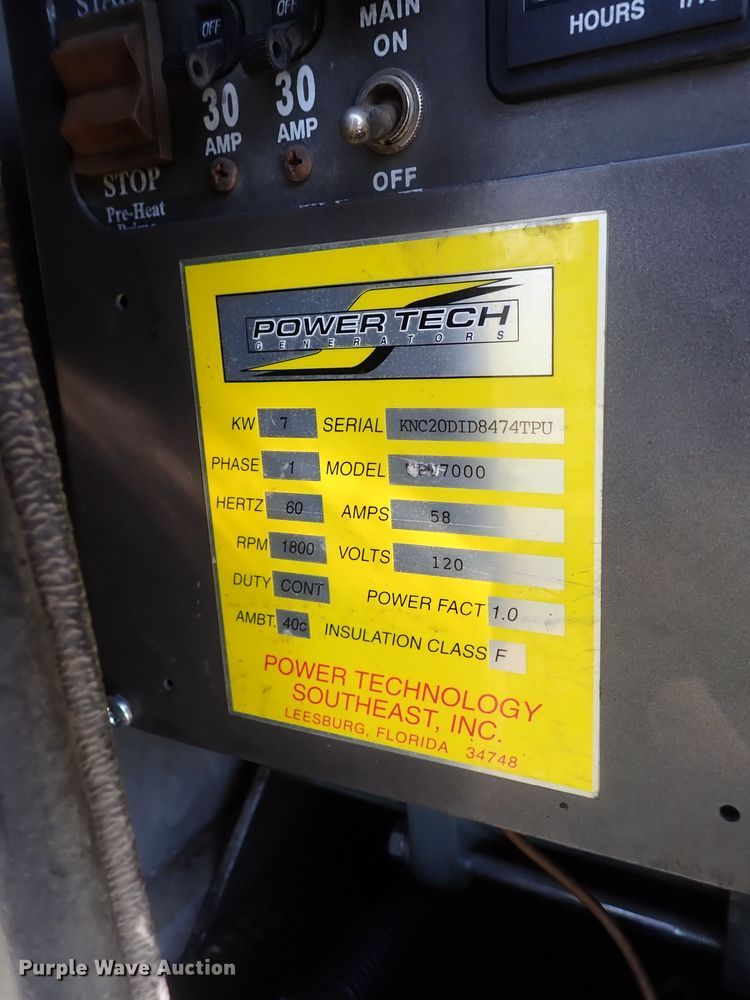 START
OFF
OFF
30
AMP
30
AMP
MAIN
ON
OFF
HOURS
STOP
Pre-Heat
POWER TECH
GENERATORS
KW 7 SERIAL KNC20DID8474TPU
PHASE 1 MODEL 7000
HERTZ 60 AMPS 58
RPM 1800 VOLTS 120
DUTY CONT POWER FACT 1.0
AMBT. 40c INSULATION CLASS F
POWER TECHNOLOGY
SOUTHEAST, INC.
LEESBURG, FLORIDA 34748
Purple Wave Auction